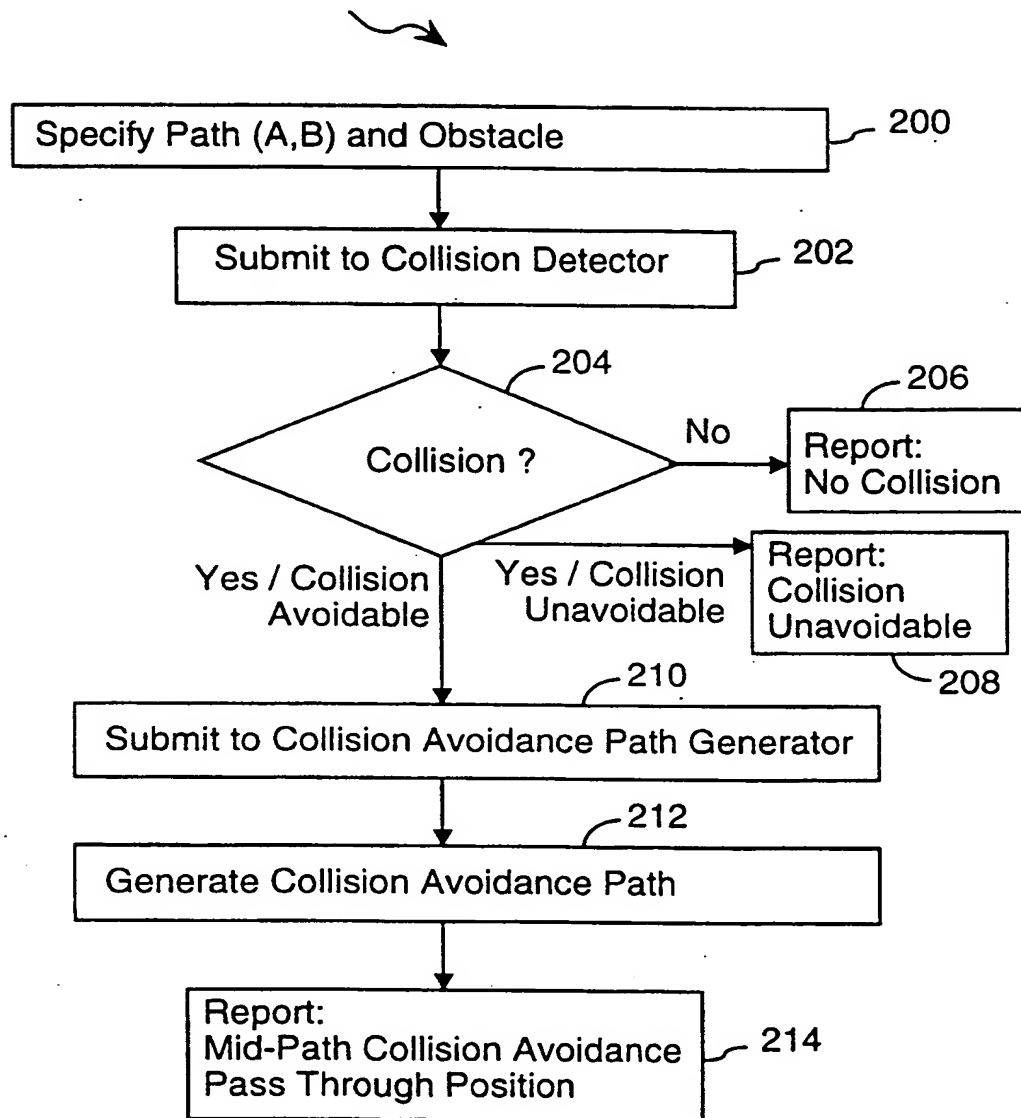 Specify Path (A,B) and Obstacle
200
Submit to Collision Detector
202
204
Collision ?
No
206
Report:
No Collision
Yes / Collision
Avoidable
Yes / Collision
Unavoidable
Report:
Collision
Unavoidable
208
210
Submit to Collision Avoidance Path Generator
212
Generate Collision Avoidance Path
Report:
Mid-Path Collision Avoidance
Pass Through Position
214